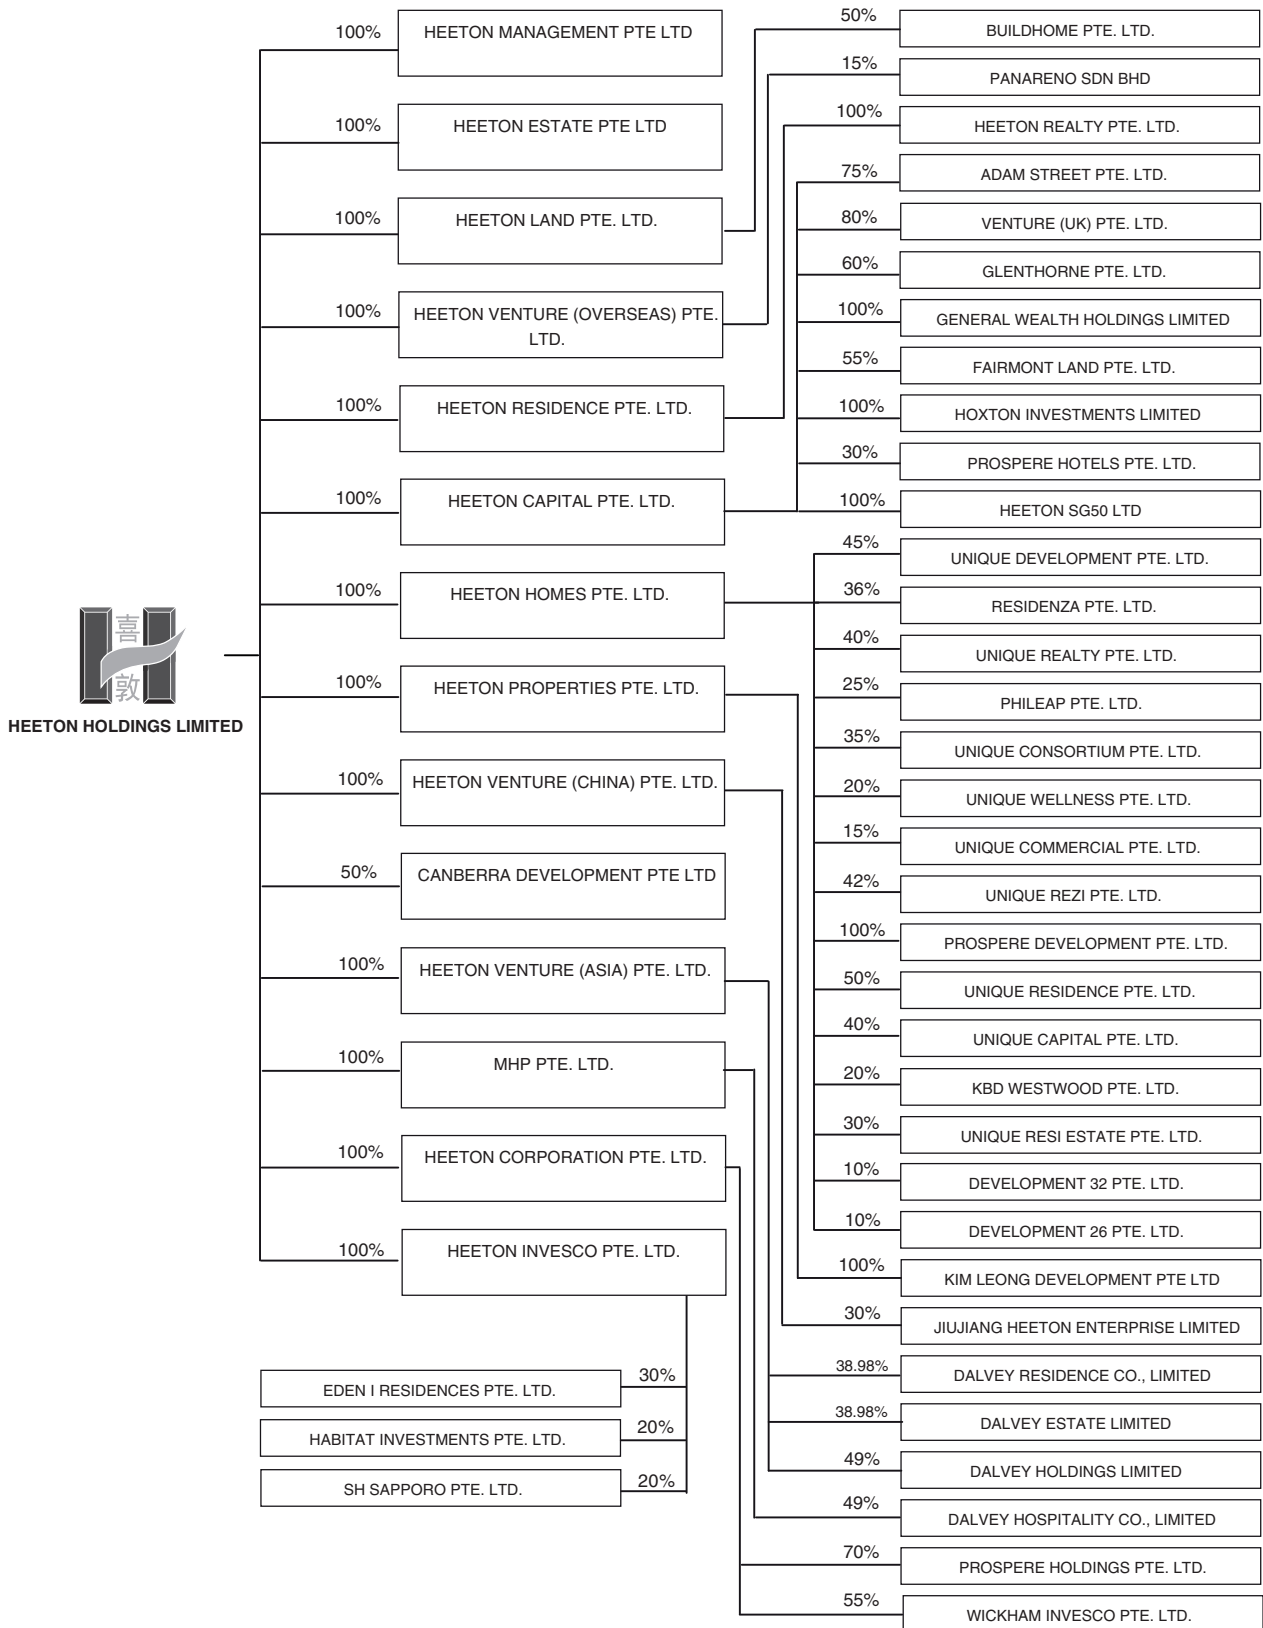 喜
敦
HEETON HOLDINGS LIMITED
100%
HEETON MANAGEMENT PTE LTD
100%
HEETON ESTATE PTE LTD
100%
HEETON LAND PTE. LTD.
100%
HEETON VENTURE (OVERSEAS) PTE.
LTD.
100%
HEETON RESIDENCE PTE. LTD.
100%
HEETON CAPITAL PTE. LTD.
100%
HEETON HOMES PTE. LTD.
100%
HEETON PROPERTIES PTE. LTD.
100%
HEETON VENTURE (CHINA) PTE. LTD.
50%
CANBERRA DEVELOPMENT PTE LTD
100%
HEETON VENTURE (ASIA) PTE. LTD.
100%
MHP PTE. LTD.
100%
HEETON CORPORATION PTE. LTD.
100%
HEETON INVESCO PTE. LTD.
EDEN I RESIDENCES PTE. LTD.
30%
HABITAT INVESTMENTS PTE. LTD.
20%
SH SAPPORO PTE. LTD.
20%
50%
BUILDHOME PTE. LTD.
15%
PANARENO SDN BHD
100%
HEETON REALTY PTE. LTD.
75%
ADAM STREET PTE. LTD.
80%
VENTURE (UK) PTE. LTD.
60%
GLENTHORNE PTE. LTD.
100%
GENERAL WEALTH HOLDINGS LIMITED
55%
FAIRMONT LAND PTE. LTD.
100%
HOXTON INVESTMENTS LIMITED
30%
PROSPERE HOTELS PTE. LTD.
100%
HEETON SG50 LTD
45%
UNIQUE DEVELOPMENT PTE. LTD.
36%
RESIDENZA PTE. LTD.
40%
UNIQUE REALTY PTE. LTD.
25%
PHILEAP PTE. LTD.
35%
UNIQUE CONSORTIUM PTE. LTD.
20%
UNIQUE WELLNESS PTE. LTD.
15%
UNIQUE COMMERCIAL PTE. LTD.
42%
UNIQUE REZI PTE. LTD.
100%
PROSPERE DEVELOPMENT PTE. LTD.
50%
UNIQUE RESIDENCE PTE. LTD.
40%
UNIQUE CAPITAL PTE. LTD.
20%
KBD WESTWOOD PTE. LTD.
30%
UNIQUE RESI ESTATE PTE. LTD.
10%
DEVELOPMENT 32 PTE. LTD.
10%
DEVELOPMENT 26 PTE. LTD.
100%
KIM LEONG DEVELOPMENT PTE LTD
30%
JIUJIANG HEETON ENTERPRISE LIMITED
38.98%
DALVEY RESIDENCE CO., LIMITED
38.98%
DALVEY ESTATE LIMITED
49%
DALVEY HOLDINGS LIMITED
49%
DALVEY HOSPITALITY CO., LIMITED
70%
PROSPERE HOLDINGS PTE. LTD.
55%
WICKHAM INVESCO PTE. LTD.